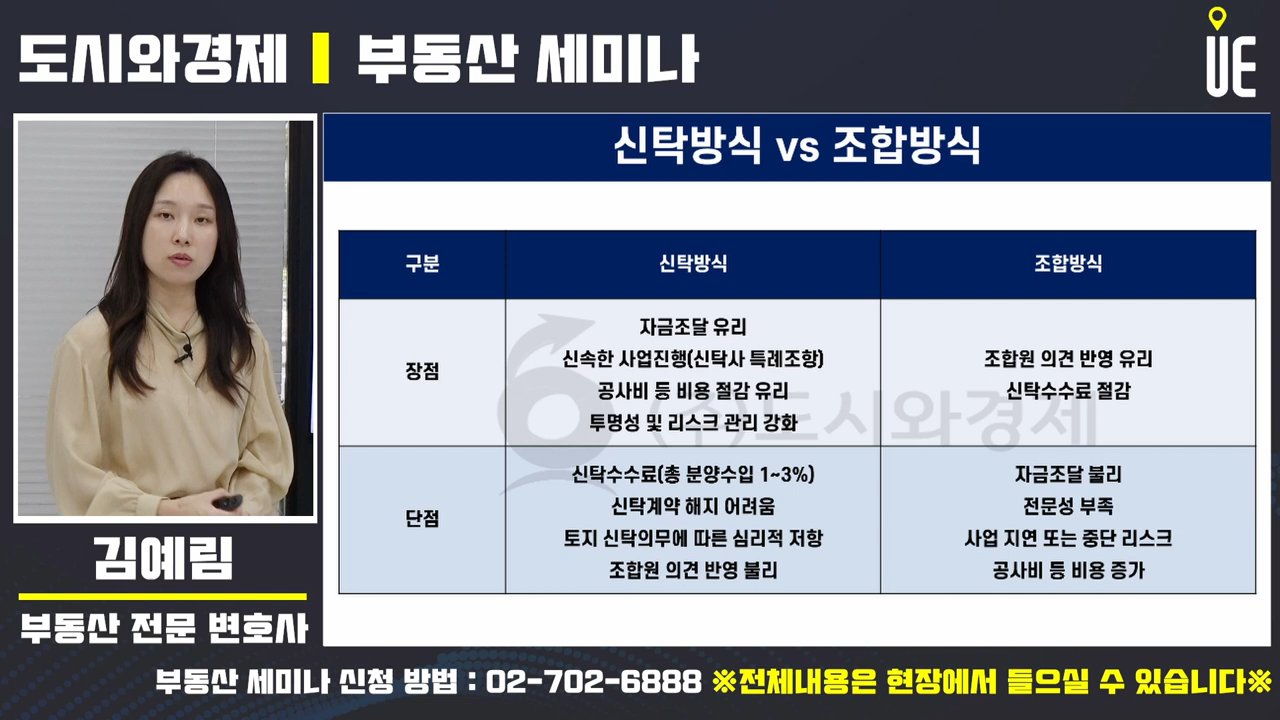 도시와경제 부동산 세미나
UE
신탁방식 vs 조합방식
구분 신탁방식 조합방식
장점
자금조달 유리
신속한 사업진행(신탁사 특례조항)
공사비 등 비용 절감 유리
투명성 및 리스크 관리 강화
조합원 의견 반영 유리
신탁수수료 절감
단점
신탁수수료(총 분양수입 1~3%)
신탁계약 해지 어려움
토지 신탁의무에 따른 심리적 저항
조합원 의견 반영 불리
자금조달 불리
전문성 부족
사업 지연 또는 중단 리스크
공사비 등 비용 증가
(주)도시와경제
김예림
부동산 전문 변호사
부동산 세미나 신청 방법 : 02-702-6888 ※전체내용은 현장에서 들으실 수 있습니다※